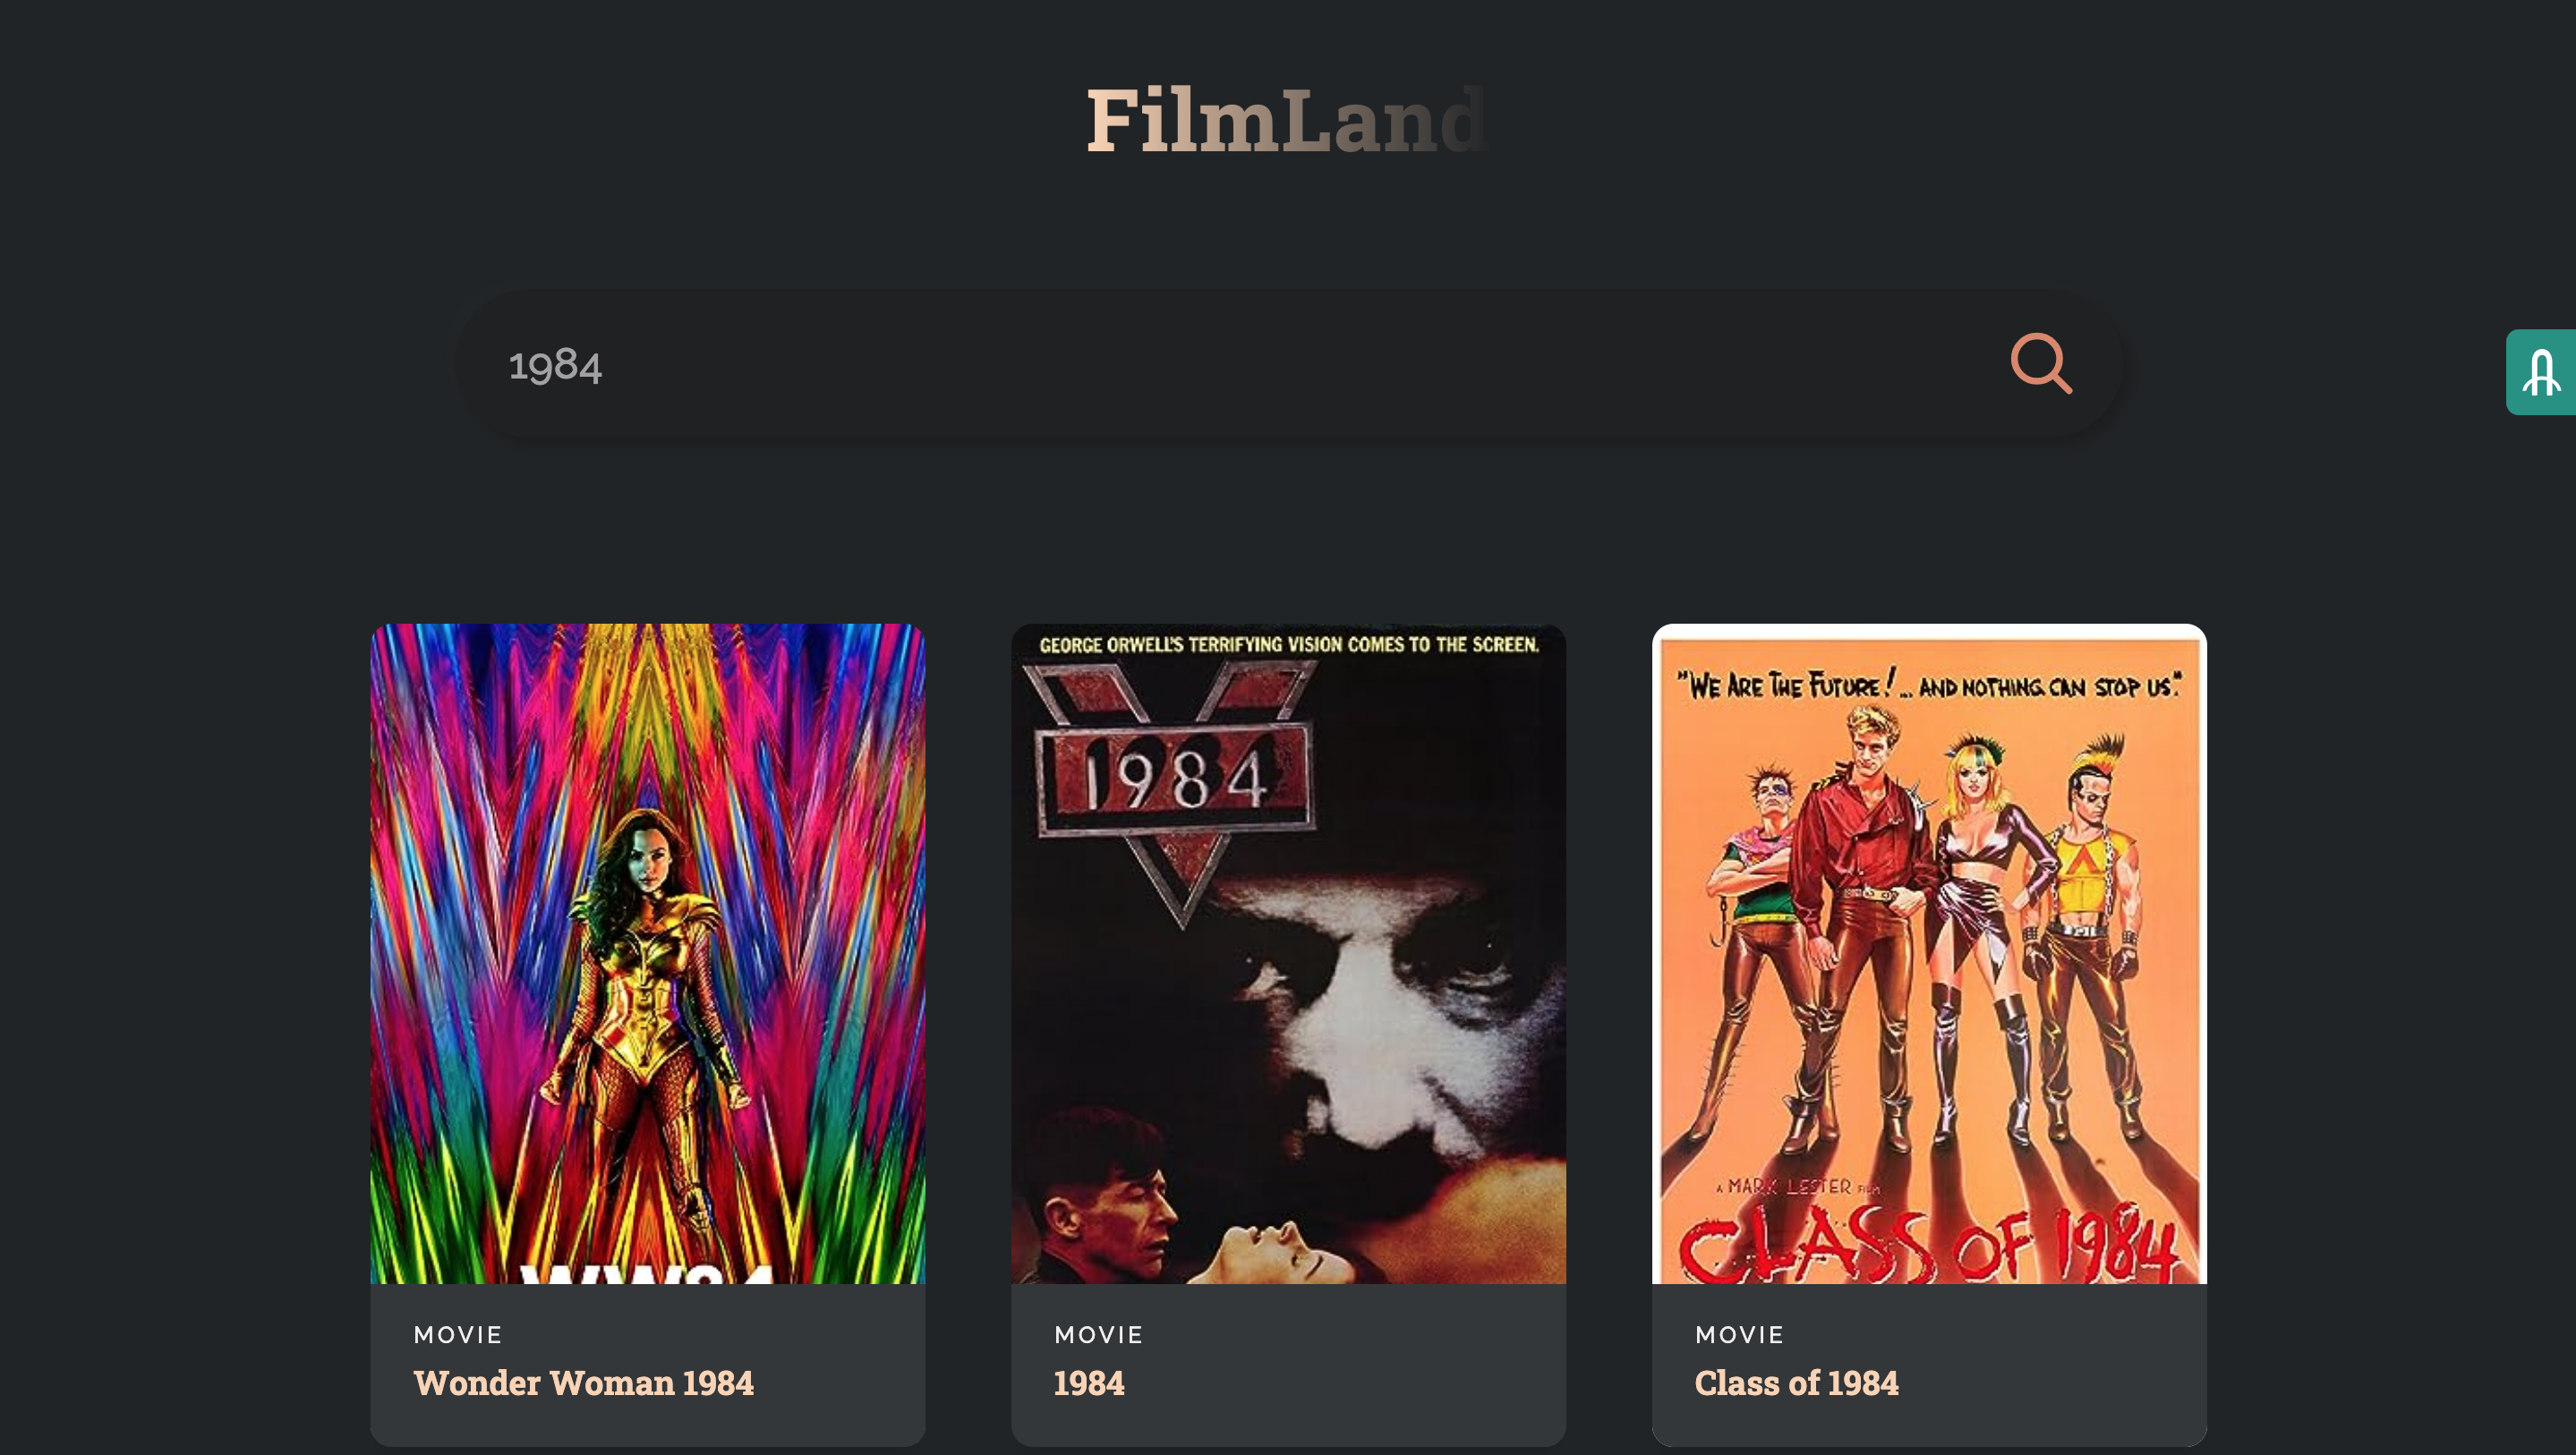 FilmLand
1984
GEORGE ORWELL'S TERRIFYING VISION COMES TO THE SCREEN.
1984
"WE ARE THE FUTURE!... AND NOTHING CAN STOP US."
A MARK LESTER FILM
CLASS OF 1984
WW84
MOVIE
Wonder Woman 1984
MOVIE
1984
MOVIE
Class of 1984